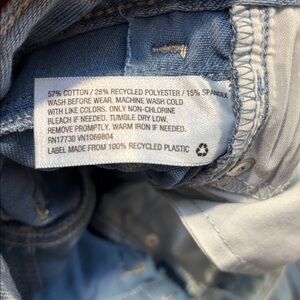 57% COTTON / 28% RECYCLED POLYESTER / 15% SPANDEX
WASH BEFORE WEAR. MACHINE WASH COLD
WITH LIKE COLORS. ONLY NON-CHLORINE
BLEACH IF NEEDED. TUMBLE DRY LOW.
REMOVE PROMPTLY. WARM IRON IF NEEDED.
RN17730 VN1069804
LABEL MADE FROM 100% RECYCLED PLASTIC